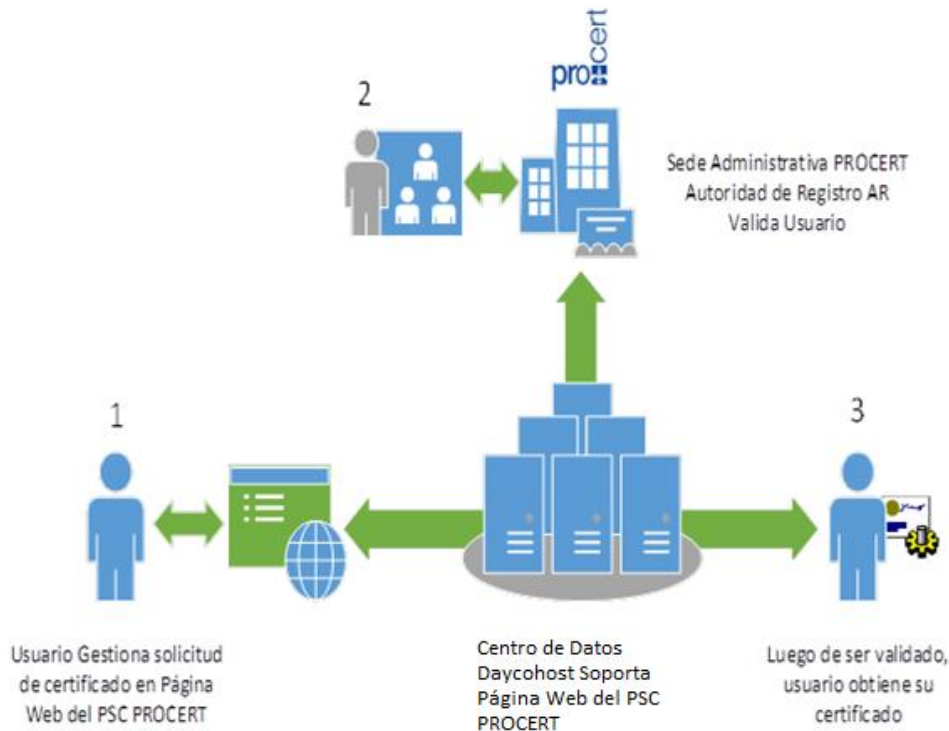 procert
2
Sede Administrativa PROCERT
Autoridad de Registro AR
Valida Usuario
1
3
Usuario Gestiona solicitud
de certificado en Página
Web del PSC PROCERT
Centro de Datos
Daycohost Soporta
Página Web del PSC
PROCERT
Luego de ser validado,
usuario obtiene su
certificado